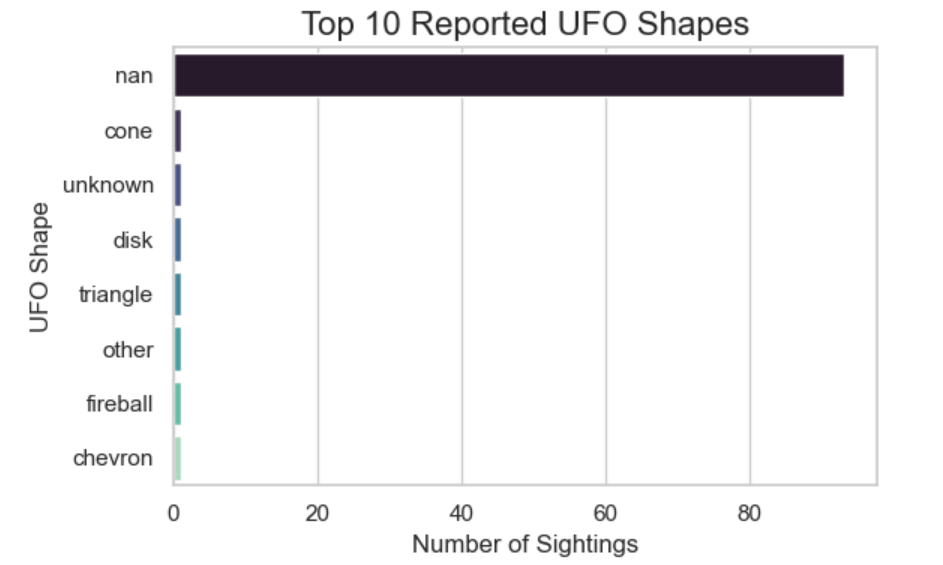 Top 10 Reported UFO Shapes
UFO Shape
nan
cone
unknown
disk
triangle
other
fireball
chevron
0 20 40 60 80
Number of Sightings